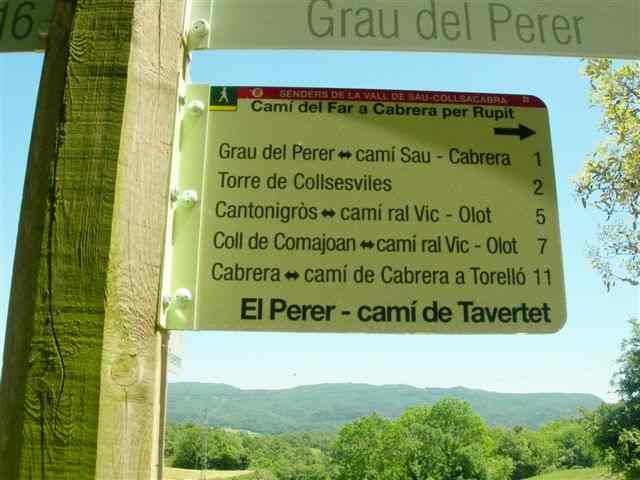 16
Grau del Perer
SENDERS DE LA VALL DE SAU-COLLSACABRA
Camí del Far a Cabrera per Rupit
Grau del Perer ↔ camí Sau - Cabrera 1
Torre de Collsesviles 2
Cantonigròs ↔ camí ral Vic - Olot 5
Coll de Comajoan ↔ camí ral Vic - Olot 7
Cabrera ↔ camí de Cabrera a Torelló 11
El Perer - camí de Tavertet